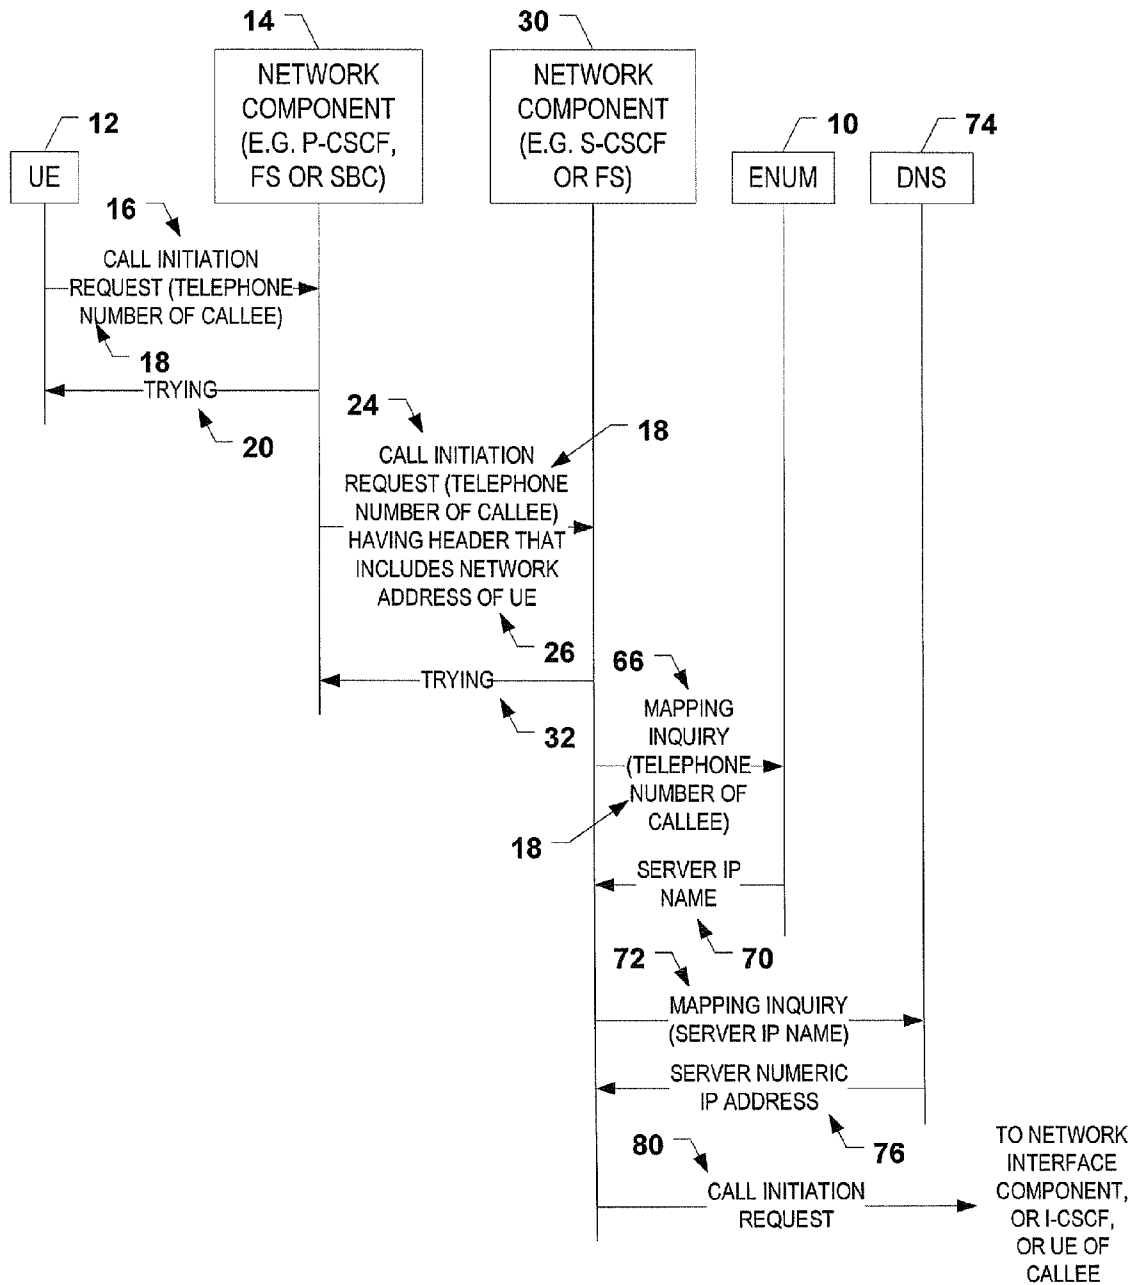 14
30
NETWORK
COMPONENT
(E.G. P-CSCF,
FS OR SBC)
NETWORK
COMPONENT
(E.G. S-CSCF
OR FS)
12
10
74
UE
ENUM
DNS
16
CALL INITIATION
REQUEST (TELEPHONE
NUMBER OF CALLEE)
18
TRYING
20
24
18
CALL INITIATION
REQUEST (TELEPHONE
NUMBER OF CALLEE)
HAVING HEADER THAT
INCLUDES NETWORK
ADDRESS OF UE
26
66
TRYING
32
MAPPING
INQUIRY
(TELEPHONE
NUMBER OF
CALLEE)
18
SERVER IP
NAME
72
70
MAPPING INQUIRY
(SERVER IP NAME)
SERVER NUMERIC
IP ADDRESS
80
76
CALL INITIATION
REQUEST
TO NETWORK
INTERFACE
COMPONENT,
OR I-CSCF,
OR UE OF
CALLEE